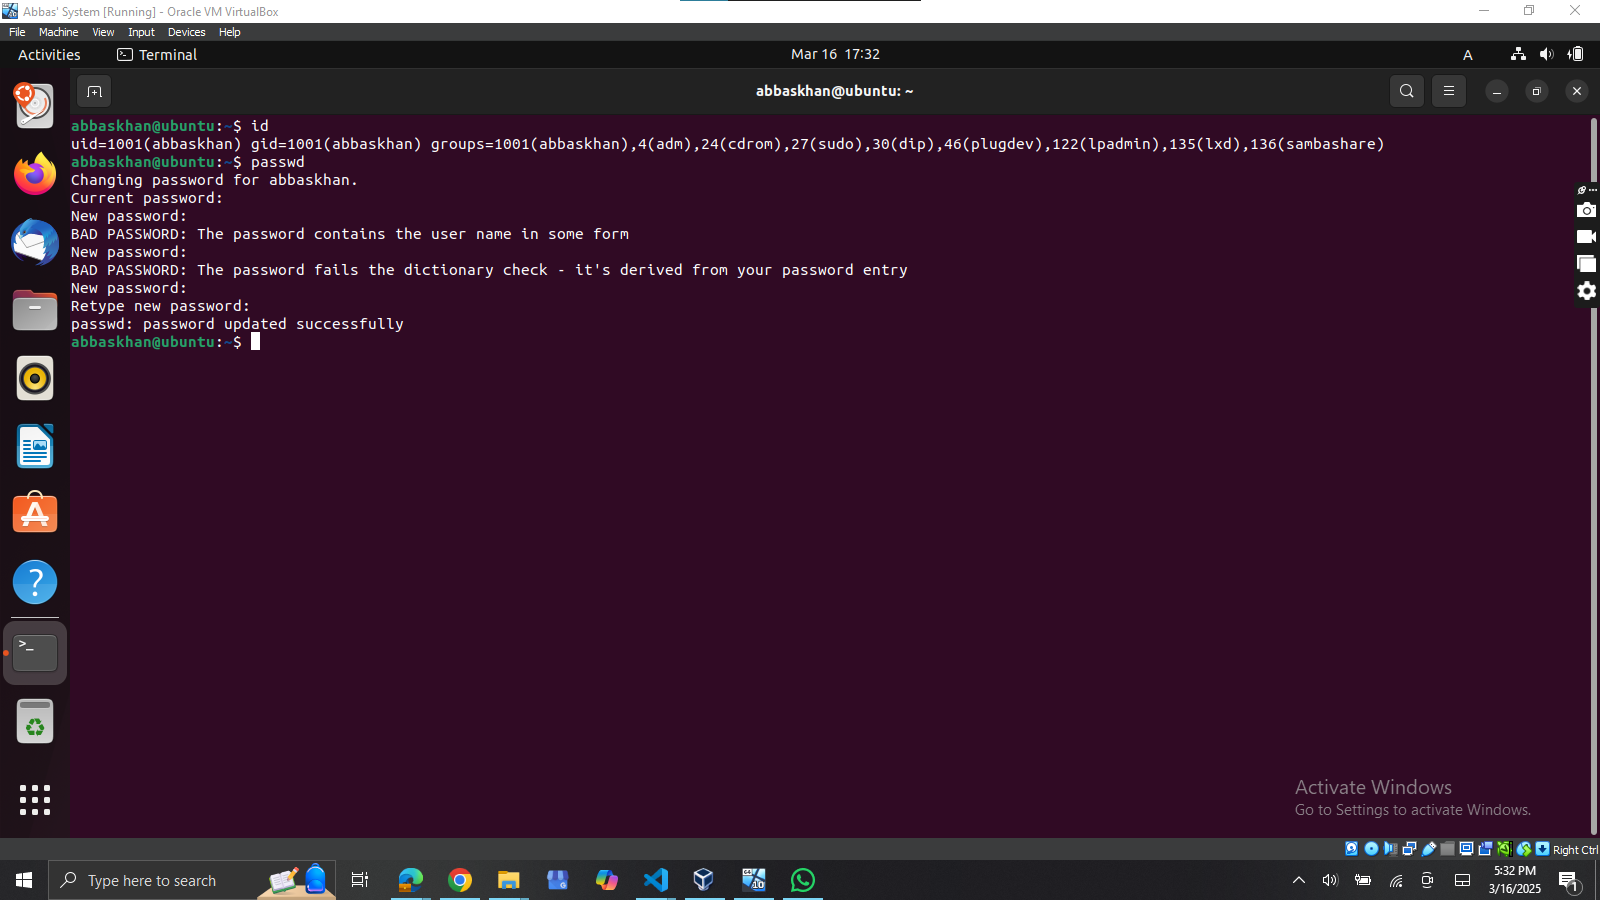 Abbas' System [Running] - Oracle VM VirtualBox
File Machine View Input Devices Help
Activities Terminal Mar 16 17:32 A
abbaskhan@ubuntu: ~
abbaskhan@ubuntu:~$ id
uid=1001(abbaskhan) gid=1001(abbaskhan) groups=1001(abbaskhan),4(adm),24(cdrom),27(sudo),30(dip),46(plugdev),122(lpadmin),135(lxd),136(sambashare)
abbaskhan@ubuntu:~$ passwd
Changing password for abbaskhan.
Current password:
New password:
BAD PASSWORD: The password contains the user name in some form
New password:
BAD PASSWORD: The password fails the dictionary check - it's derived from your password entry
New password:
Retype new password:
passwd: password updated successfully
abbaskhan@ubuntu:~$
Activate Windows
Go to Settings to activate Windows.
Right Ctrl
Type here to search
5:32 PM
3/16/2025
1